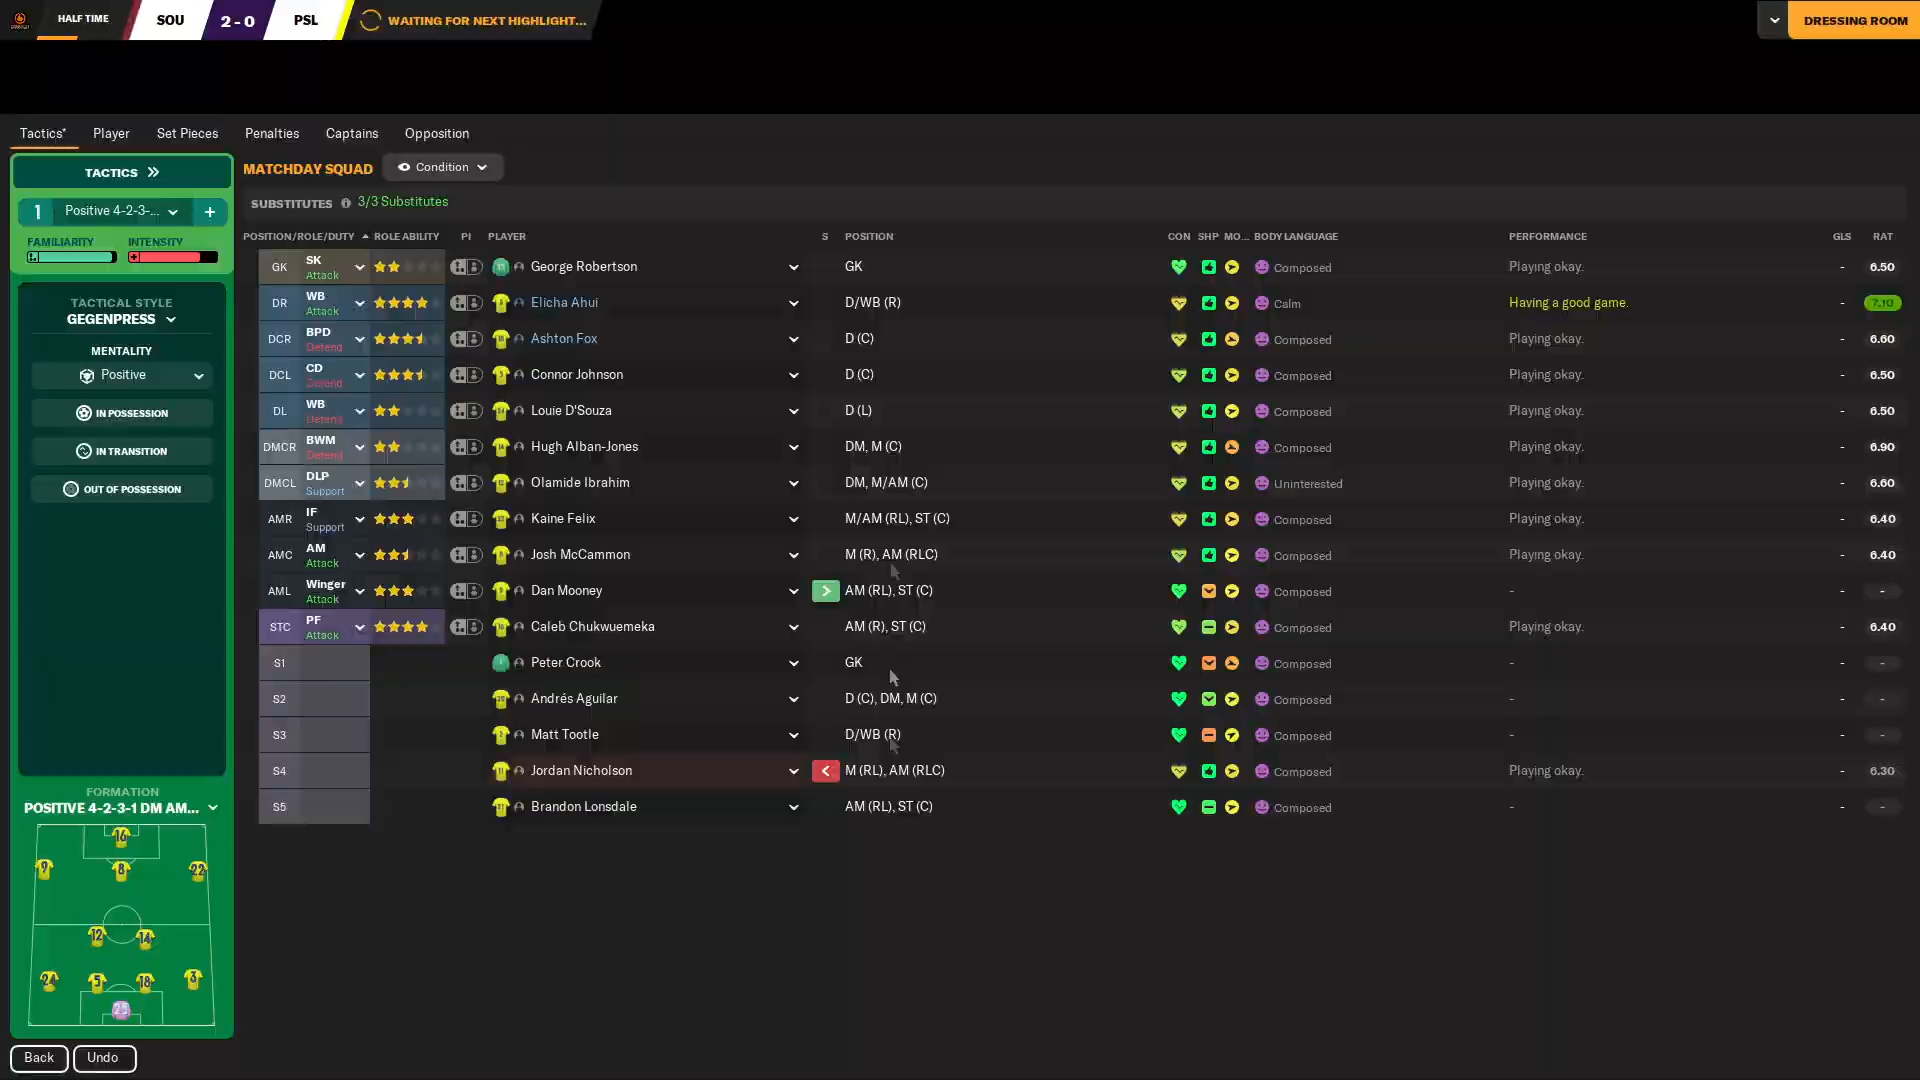 HALF TIME SOU 2 - 0 PSL WAITING FOR NEXT HIGHLIGHT... DRESSING ROOM
Tactics* Player Set Pieces Penalties Captains Opposition
TACTICS
1 Positive 4-2-3-...
FAMILIARITY INTENSITY
TACTICAL STYLE
GEGENPRESS
MENTALITY
Positive
IN POSSESSION
IN TRANSITION
OUT OF POSSESSION
FORMATION
POSITIVE 4-2-3-1 DM AM...
16
9 8 22
12 14
24 5 18 3
Back Undo
MATCHDAY SQUAD Condition
SUBSTITUTES 3/3 Substitutes
POSITION/ROLE/DUTY ROLE ABILITY PI PLAYER S POSITION CON SHP MO... BODY LANGUAGE PERFORMANCE GLS RAT
GK SK Attack George Robertson GK Composed Playing okay. - 6.50
DR WB Attack Elicha Ahui D/WB (R) Calm Having a good game. - 7.10
DCR BPD Defend Ashton Fox D (C) Composed Playing okay. - 6.60
DCL CD Defend Connor Johnson D (C) Composed Playing okay. - 6.50
DL WB Defend Louie D'Souza D (L) Composed Playing okay. - 6.50
DMCR BWM Defend Hugh Alban-Jones DM, M (C) Composed Playing okay. - 6.90
DMCL DLP Support Olamide Ibrahim DM, M/AM (C) Uninterested Playing okay. - 6.60
AMR IF Support Kaine Felix M/AM (RL), ST (C) Composed Playing okay. - 6.40
AMC AM Attack Josh McCammon M (R), AM (RLC) Composed Playing okay. - 6.40
AML Winger Attack Dan Mooney AM (RL), ST (C) Composed - - -
STC PF Attack Caleb Chukwuemeka AM (R), ST (C) Composed Playing okay. - 6.40
S1 Peter Crook GK Composed - - -
S2 Andrés Aguilar D (C), DM, M (C) Composed - - -
S3 Matt Tootle D/WB (R) Composed - - -
S4 Jordan Nicholson M (RL), AM (RLC) Composed Playing okay. - 6.30
S5 Brandon Lonsdale AM (RL), ST (C) Composed - - -